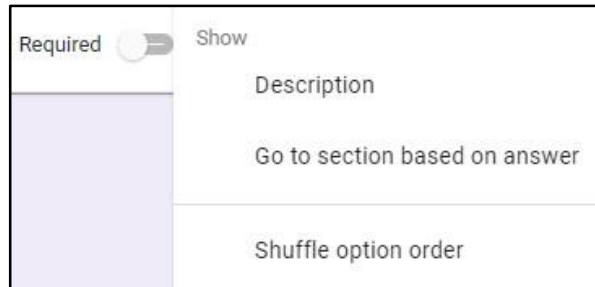 Required
Show
Description
Go to section based on answer
Shuffle option order